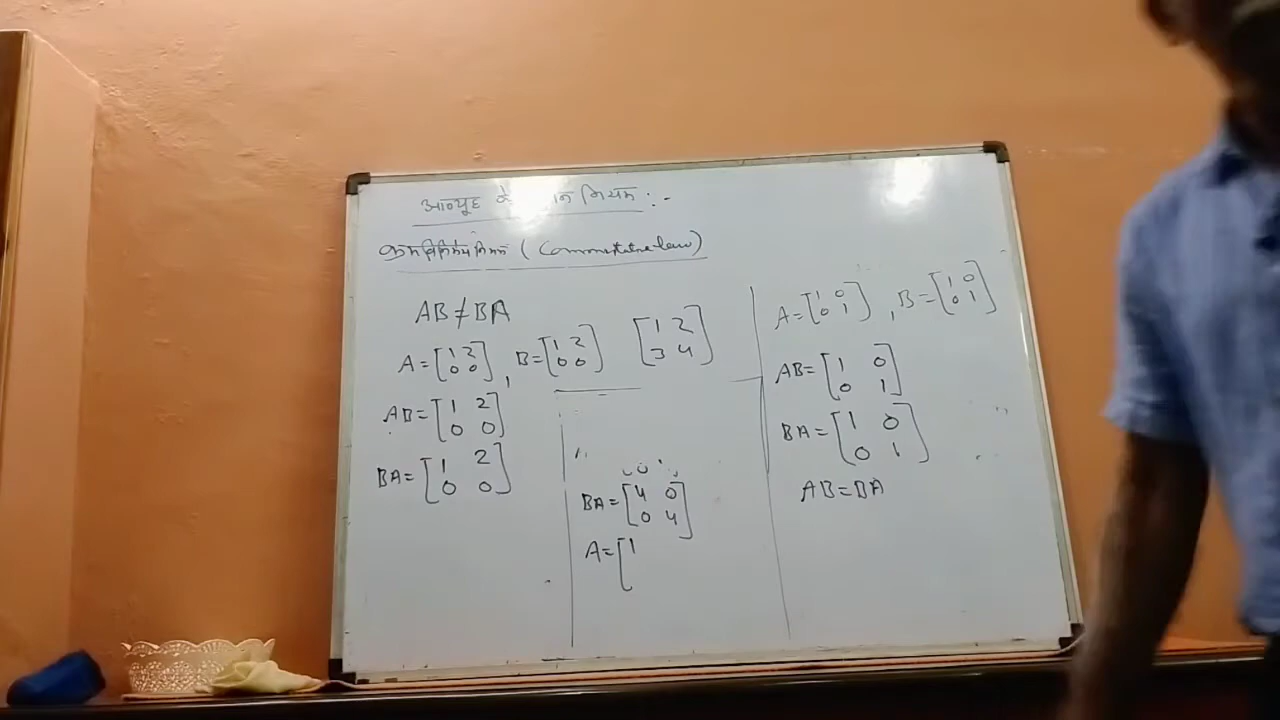 आव्यूह के नियम :-
क्रमविनिमेय नियम (Commutative law)
AB ≠ BA
A = [1 2
0 0] , B = [1 2
0 0] [1 2
3 4]
AB = [1 2
0 0]
BA = [1 2
0 0]
BA = [4 0
0 4]
A = [1
A = [1 0
0 1] , B = [1 0
0 1]
AB = [1 0
0 1]
BA = [1 0
0 1]
AB = BA